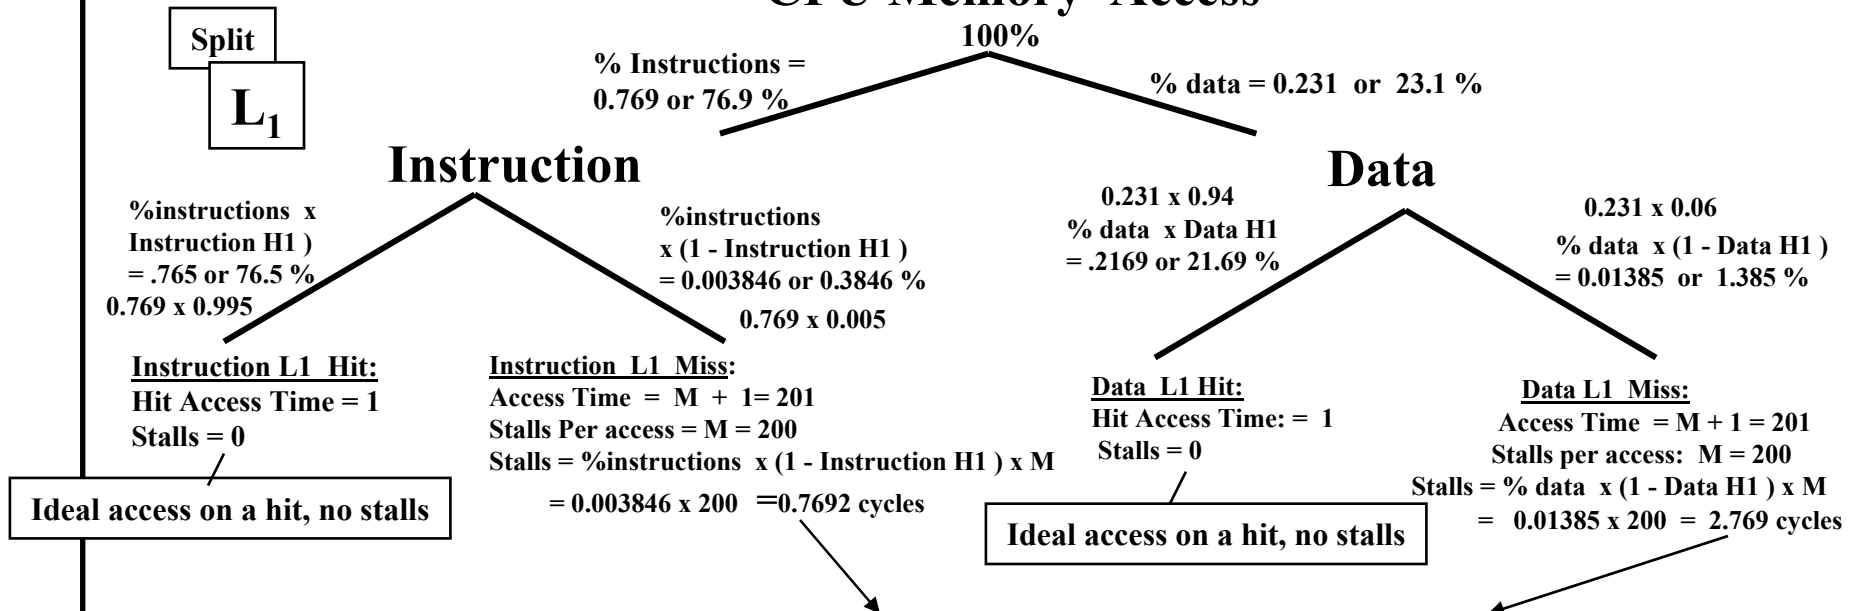 CPU Memory Access
100%
Split
L1
% Instructions =
0.769 or 76.9 %
% data = 0.231 or 23.1 %
Instruction
Data
%instructions x
Instruction H1 )
= .765 or 76.5 %
0.769 x 0.995
%instructions
x (1 - Instruction H1 )
= 0.003846 or 0.3846 %
0.769 x 0.005
0.231 x 0.94
% data x Data H1
= .2169 or 21.69 %
0.231 x 0.06
% data x (1 - Data H1 )
= 0.01385 or 1.385 %
Instruction L1 Hit:
Hit Access Time = 1
Stalls = 0
Ideal access on a hit, no stalls
Instruction L1 Miss:
Access Time = M + 1= 201
Stalls Per access = M = 200
Stalls = %instructions x (1 - Instruction H1 ) x M
= 0.003846 x 200 =0.7692 cycles
Data L1 Hit:
Hit Access Time: = 1
Stalls = 0
Ideal access on a hit, no stalls
Data L1 Miss:
Access Time = M + 1 = 201
Stalls per access: M = 200
Stalls = % data x (1 - Data H1 ) x M
= 0.01385 x 200 = 2.769 cycles